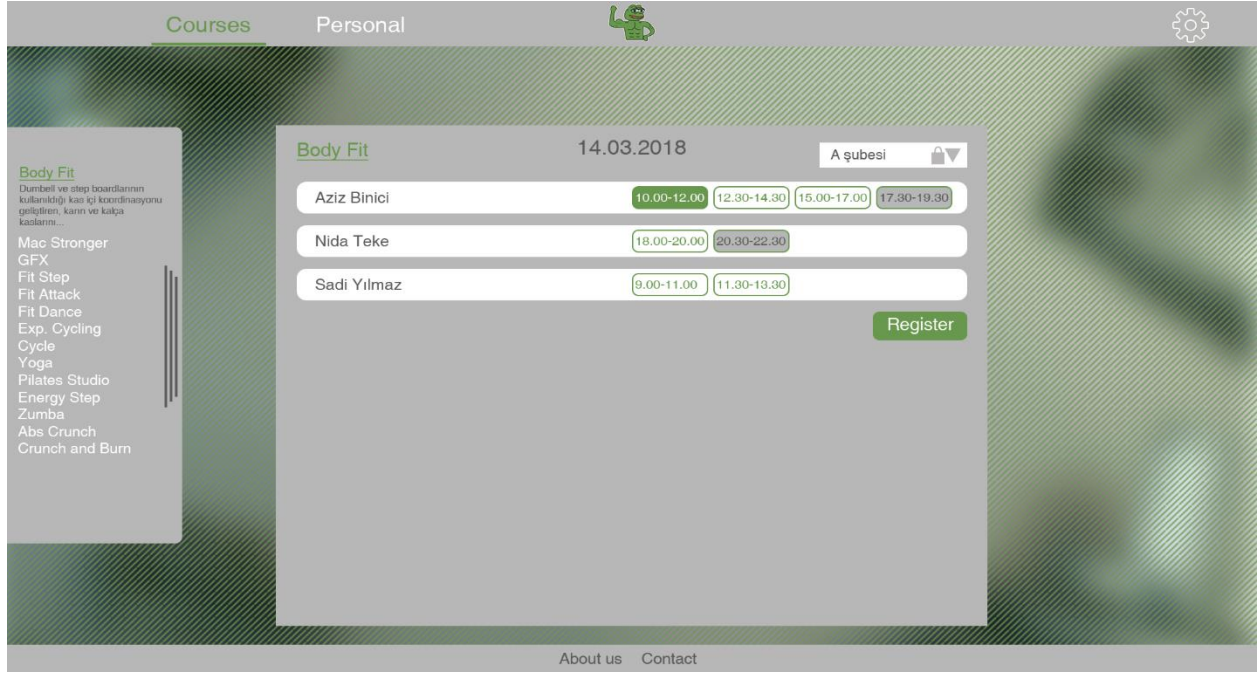 Courses Personal
Body Fit
Dumbell ve step boardlarının
kullanıldığı kas içi koordinasyonu
geliştiren, karın ve kalça
kaslarını...
Mac Stronger
GFX
Fit Step
Fit Attack
Fit Dance
Exp. Cycling
Cycle
Yoga
Pilates Studio
Energy Step
Zumba
Abs Crunch
Crunch and Burn
Body Fit 14.03.2018 A şubesi
Aziz Binici 10.00-12.00 12.30-14.30 15.00-17.00 17.30-19.30
Nida Teke 18.00-20.00 20.30-22.30
Sadi Yılmaz 9.00-11.00 11.30-13.30
Register
About us Contact